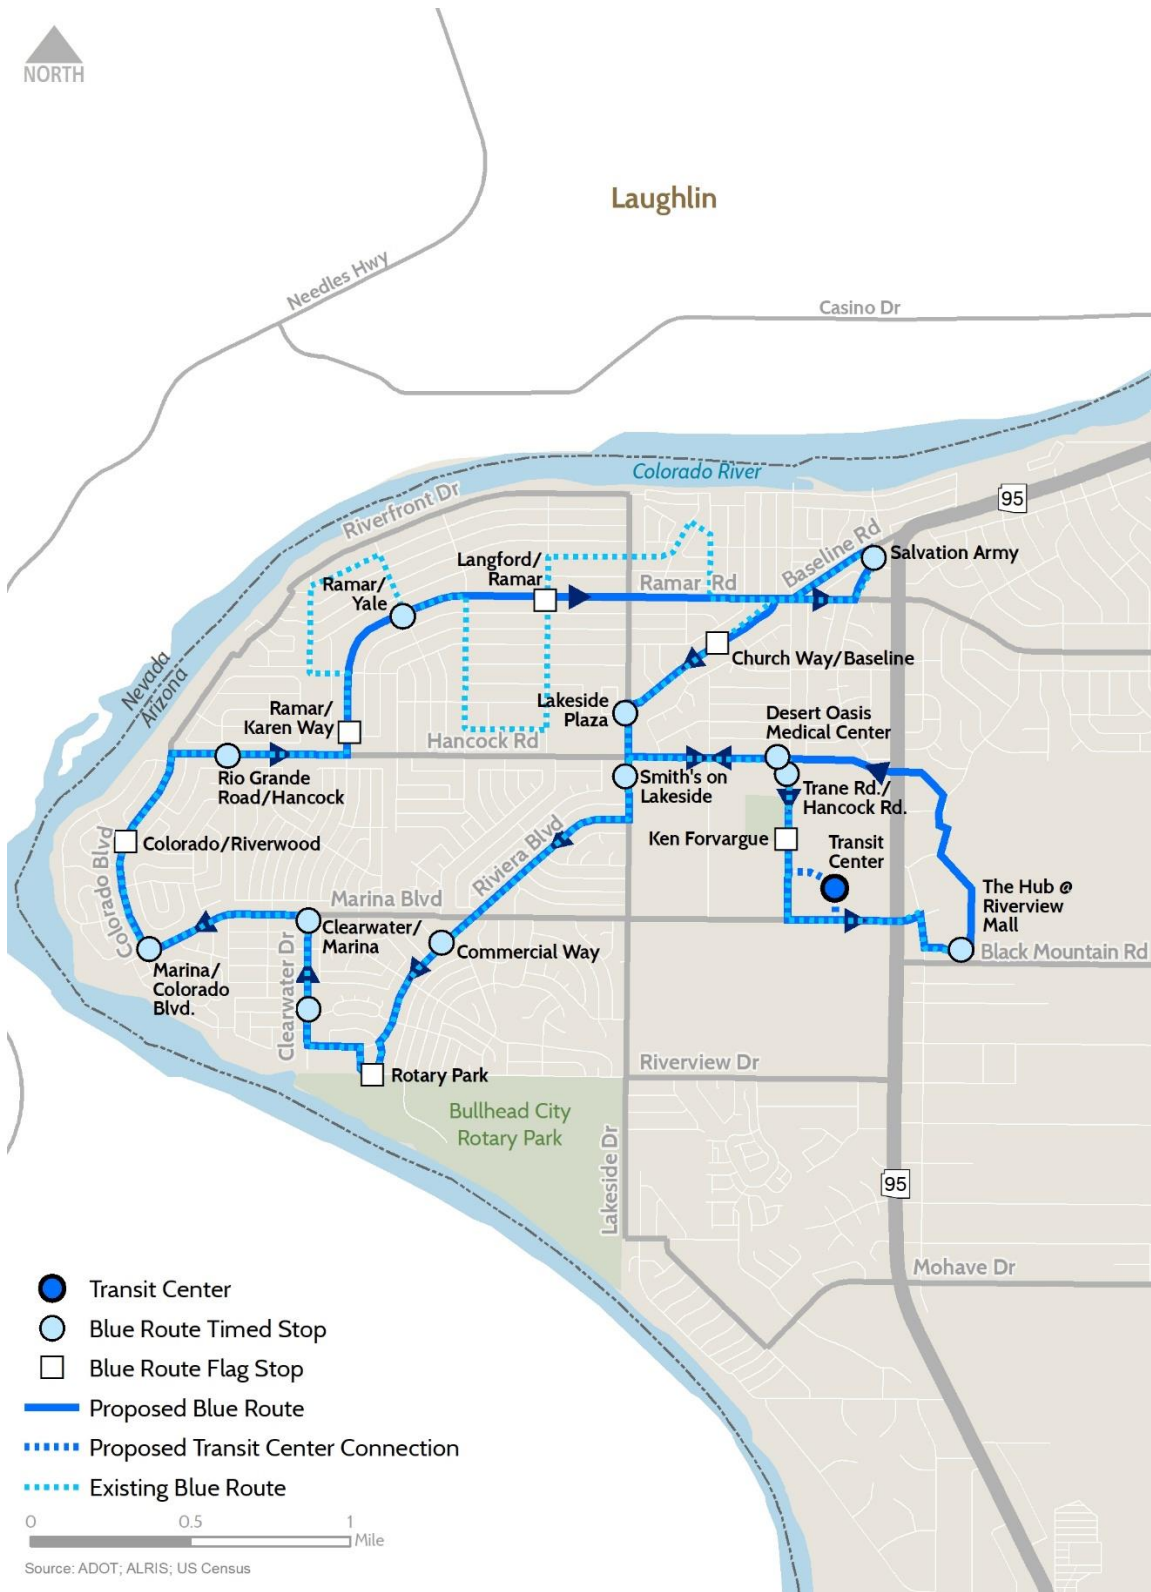 NORTH
Laughlin
Needles Hwy
Casino Dr
Colorado River
95
Riverfront Dr
Baseline Rd
Salvation Army
Langford/
Ramar
Ramar Rd
Ramar/
Yale
Church Way/Baseline
Nevada
Arizona
Ramar/
Karen Way
Lakeside
Plaza
Desert Oasis
Medical Center
Hancock Rd
Rio Grande
Road/Hancock
Smith's on
Lakeside
Trane Rd./
Hancock Rd.
Colorado/Riverwood
Ken Forvargue
Transit
Center
Riviera Blvd
Colorado Blvd
Marina Blvd
The Hub @
Riverview
Mall
Clearwater/
Marina
Commercial Way
Black Mountain Rd
Marina/
Colorado
Blvd.
Clearwater Dr
Riverview Dr
Rotary Park
Bullhead City
Rotary Park
Lakeside Dr
95
Mohave Dr
Transit Center
Blue Route Timed Stop
Blue Route Flag Stop
Proposed Blue Route
Proposed Transit Center Connection
Existing Blue Route
0 0.5 1
Mile
Source: ADOT; ALRIS; US Census